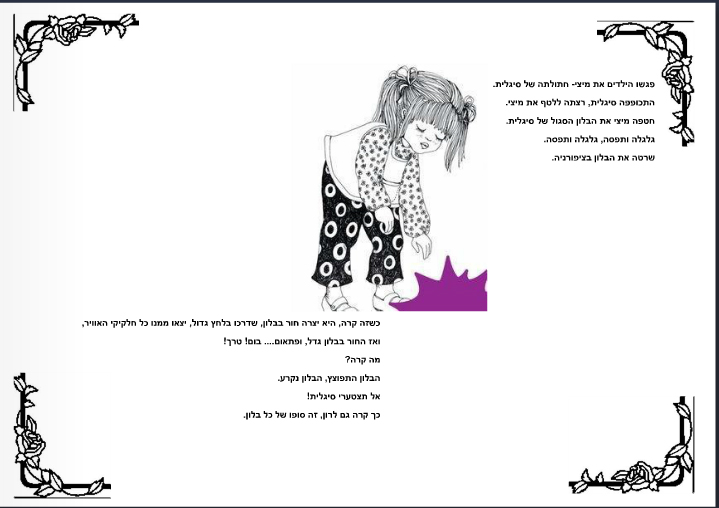 פגשו הילדים את מיצי- חתולתה של סיגלית.
התכופפה סיגלית, רצתה ללטף את מיצי.
חטפה מיצי את הבלון הסגול של סיגלית.
גלגלה ותפסה, גלגלה ותפסה.
שרטה את הבלון בציפורניה.
כשזה קרה, היא יצרה חור בבלון, שדרכו בלחץ גדול, יצאו ממנו כל חלקיקי האוויר,
ואז החור בבלון גדל, ופתאום.... בום! טרך!
מה קרה?
הבלון התפוצץ, הבלון נקרע.
אל תצטערי סיגלית!
כך קרה גם לרון, זה סופו של כל בלון.